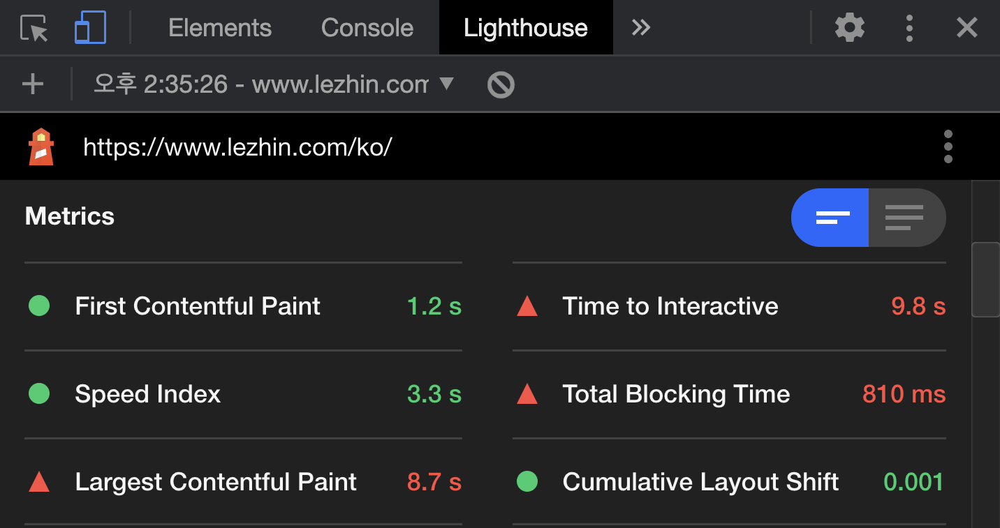 Elements Console Lighthouse
오후 2:35:26 - www.lezhin.com
https://www.lezhin.com/ko/
Metrics
First Contentful Paint 1.2 s
Time to Interactive 9.8 s
Speed Index 3.3 s
Total Blocking Time 810 ms
Largest Contentful Paint 8.7 s
Cumulative Layout Shift 0.001